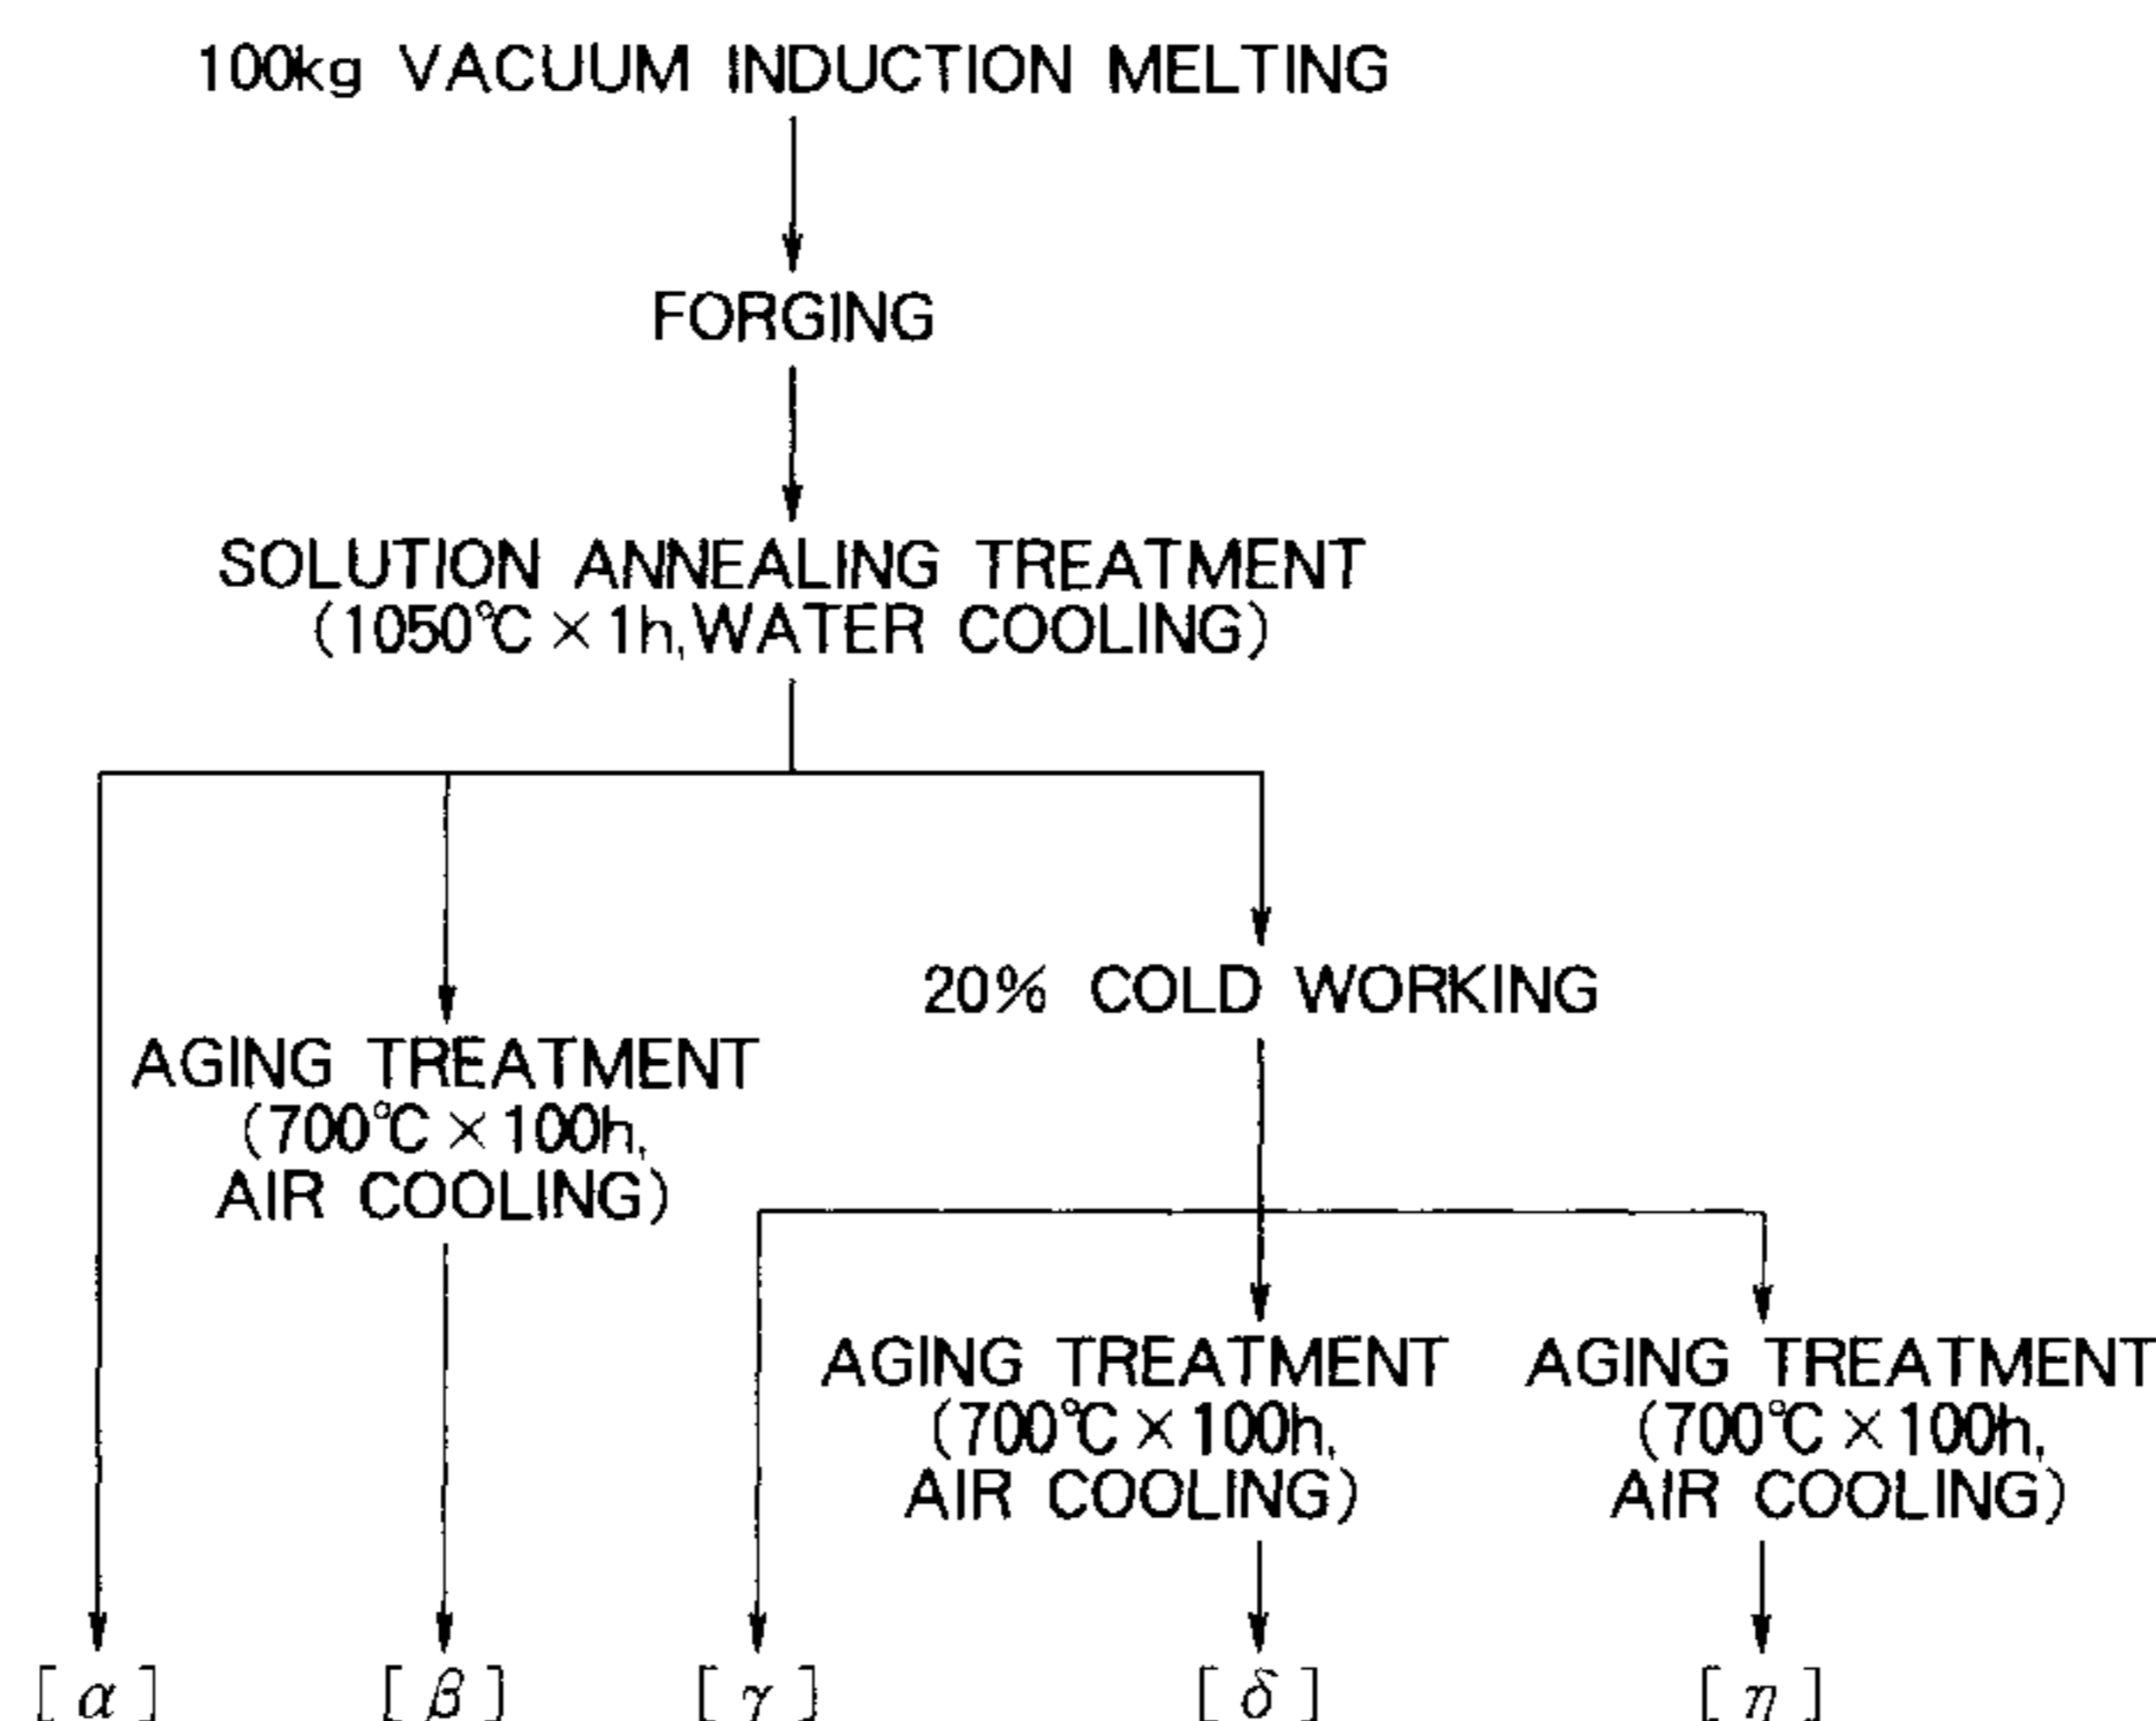 100kg VACUUM INDUCTION MELTING
FORGING
SOLUTION ANNEALING TREATMENT
(1050℃×1h,WATER COOLING)
20% COLD WORKING
AGING TREATMENT
(700℃×100h,
AIR COOLING)
AGING TREATMENT
(700℃×100h,
AIR COOLING)
AGING TREATMENT
(700℃×100h,
AIR COOLING)
[α] [β] [γ] [δ] [η]